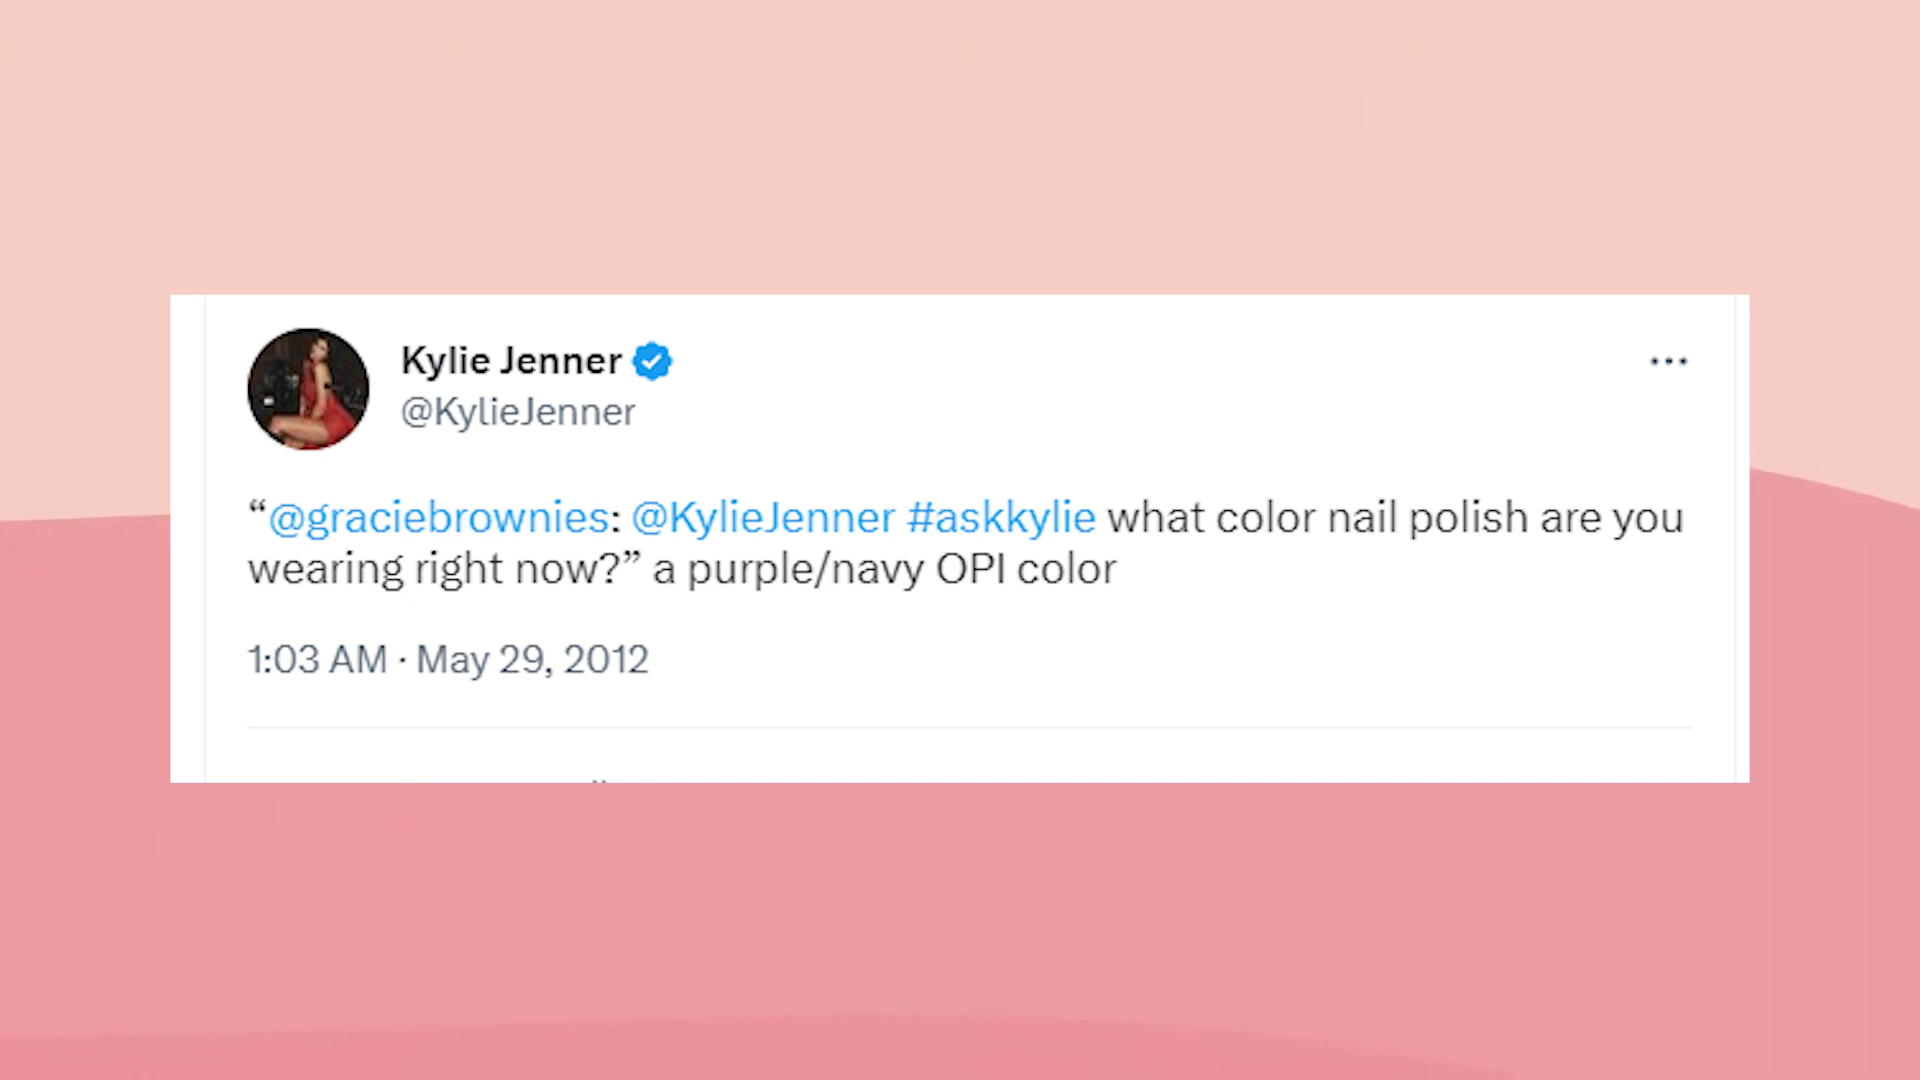 Kylie Jenner
@KylieJenner
“@graciebrownies: @KylieJenner #askkylie what color nail polish are you
wearing right now?” a purple/navy OPI color
1:03 AM · May 29, 2012